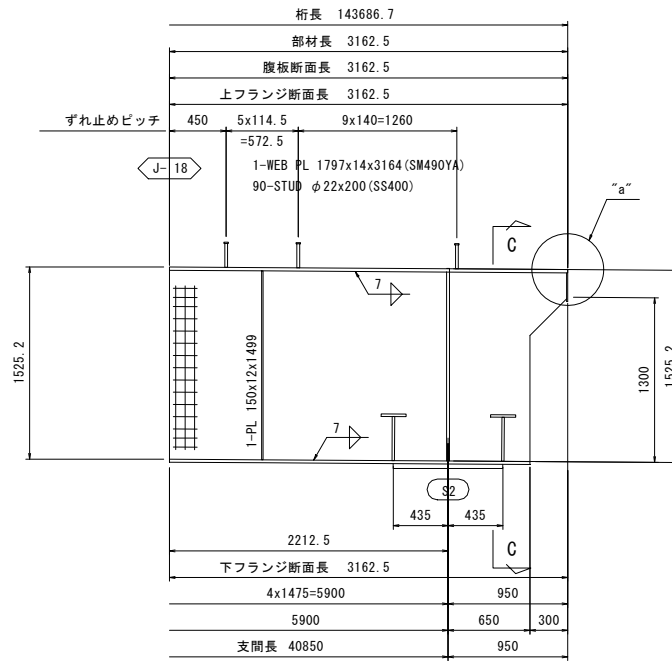 桁長 143686.7
部材長 3162.5
腹板断面長 3162.5
上フランジ断面長 3162.5
ずれ止めピッチ 450 5x114.5 9x140=1260
=572.5
J- 18
1-WEB PL 1797x14x3164(SM490YA)
90-STUD φ22x200(SS400)
"a"
C
7
1525.2
1-PL 150x12x1499
1300
1525.2
7
S2
435 435
2212.5
C
下フランジ断面長 3162.5
4x1475=5900 950
5900 650 300
支間長 40850 950